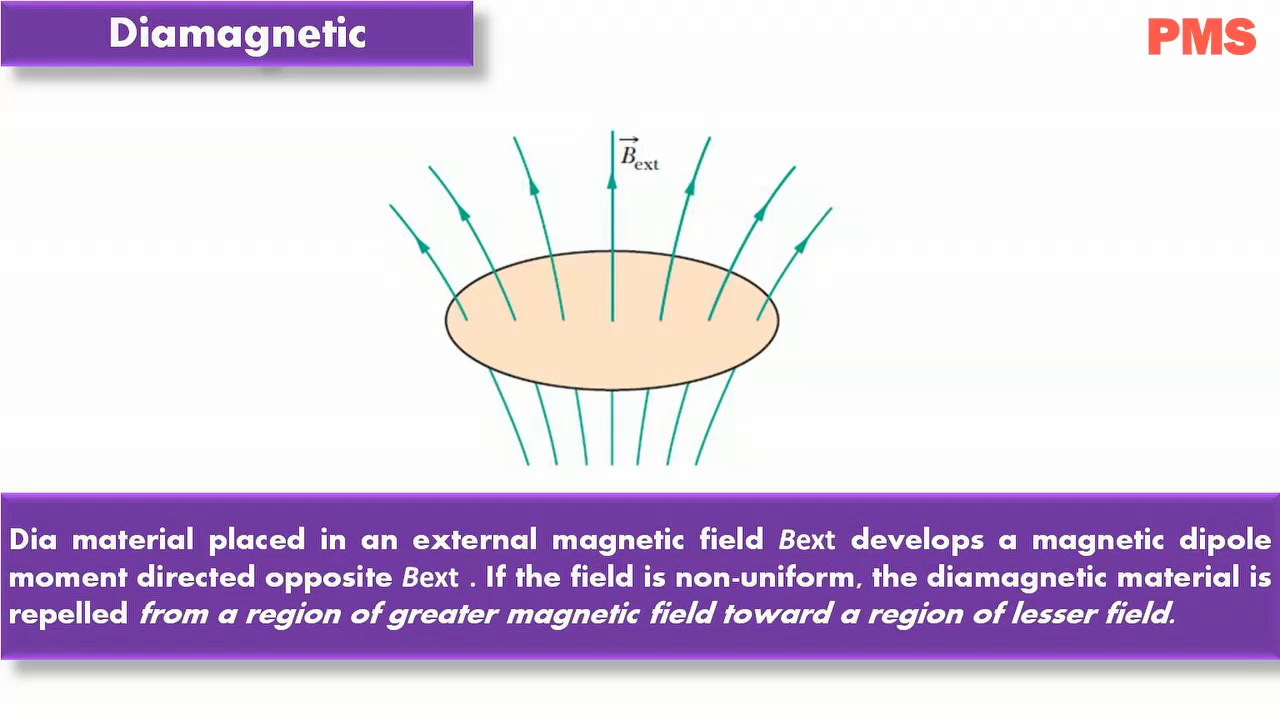 Diamagnetic
PMS
B⃗ext
Dia material placed in an external magnetic field Bext develops a magnetic dipole
moment directed opposite Bext . If the field is non-uniform, the diamagnetic material is
repelled from a region of greater magnetic field toward a region of lesser field.